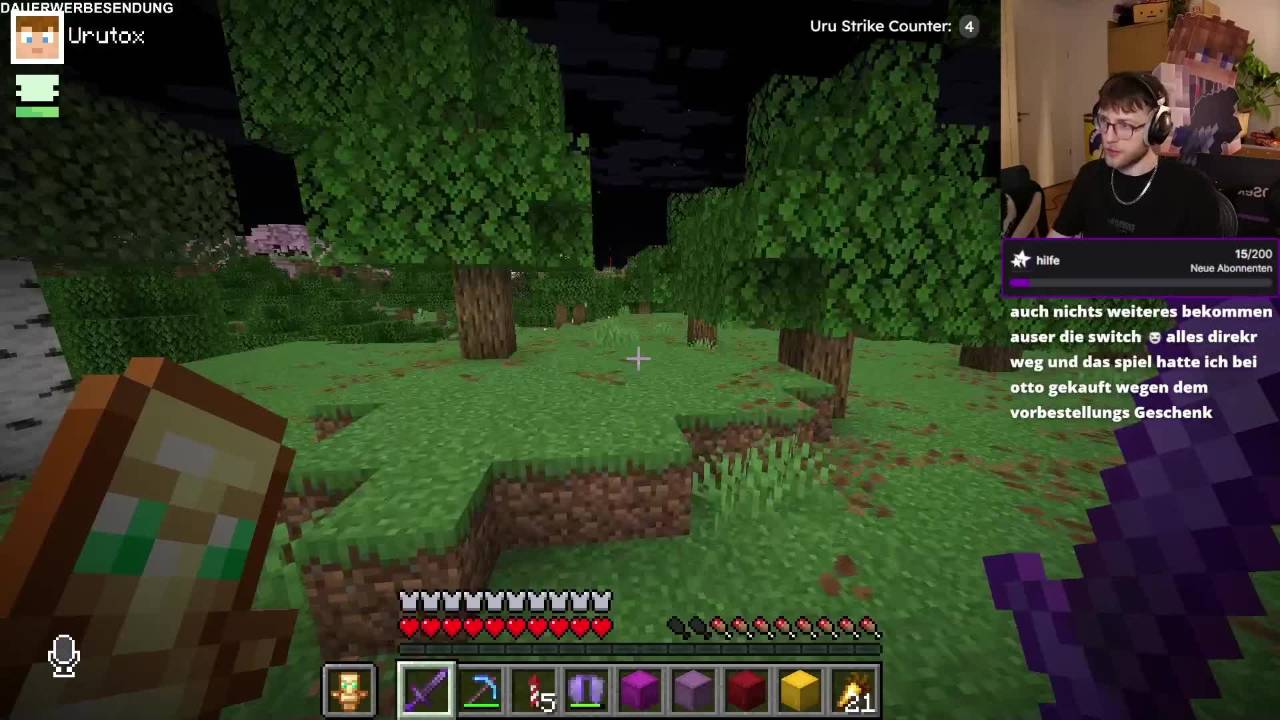 DAUERWERBESENDUNG
Urutox
Uru Strike Counter: 4
hilfe
15/200
Neue Abonnenten
auch nichts weiteres bekommen
auser die switch alles direkr
weg und das spiel hatte ich bei
otto gekauft wegen dem
vorbestellungs Geschenk
5
21